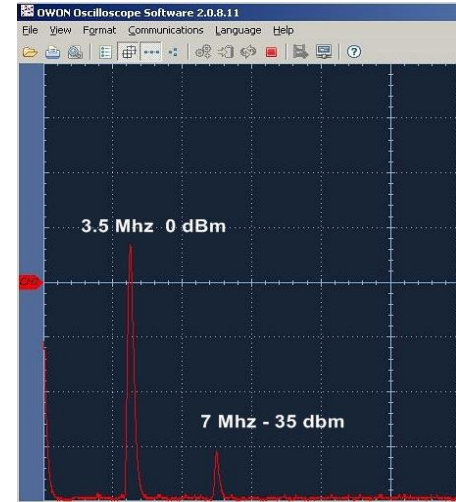 OWON Oscilloscope Software 2.0.8.11
File View Format Communications Language Help
3.5 Mhz 0 dBm
CH2
7 Mhz - 35 dbm